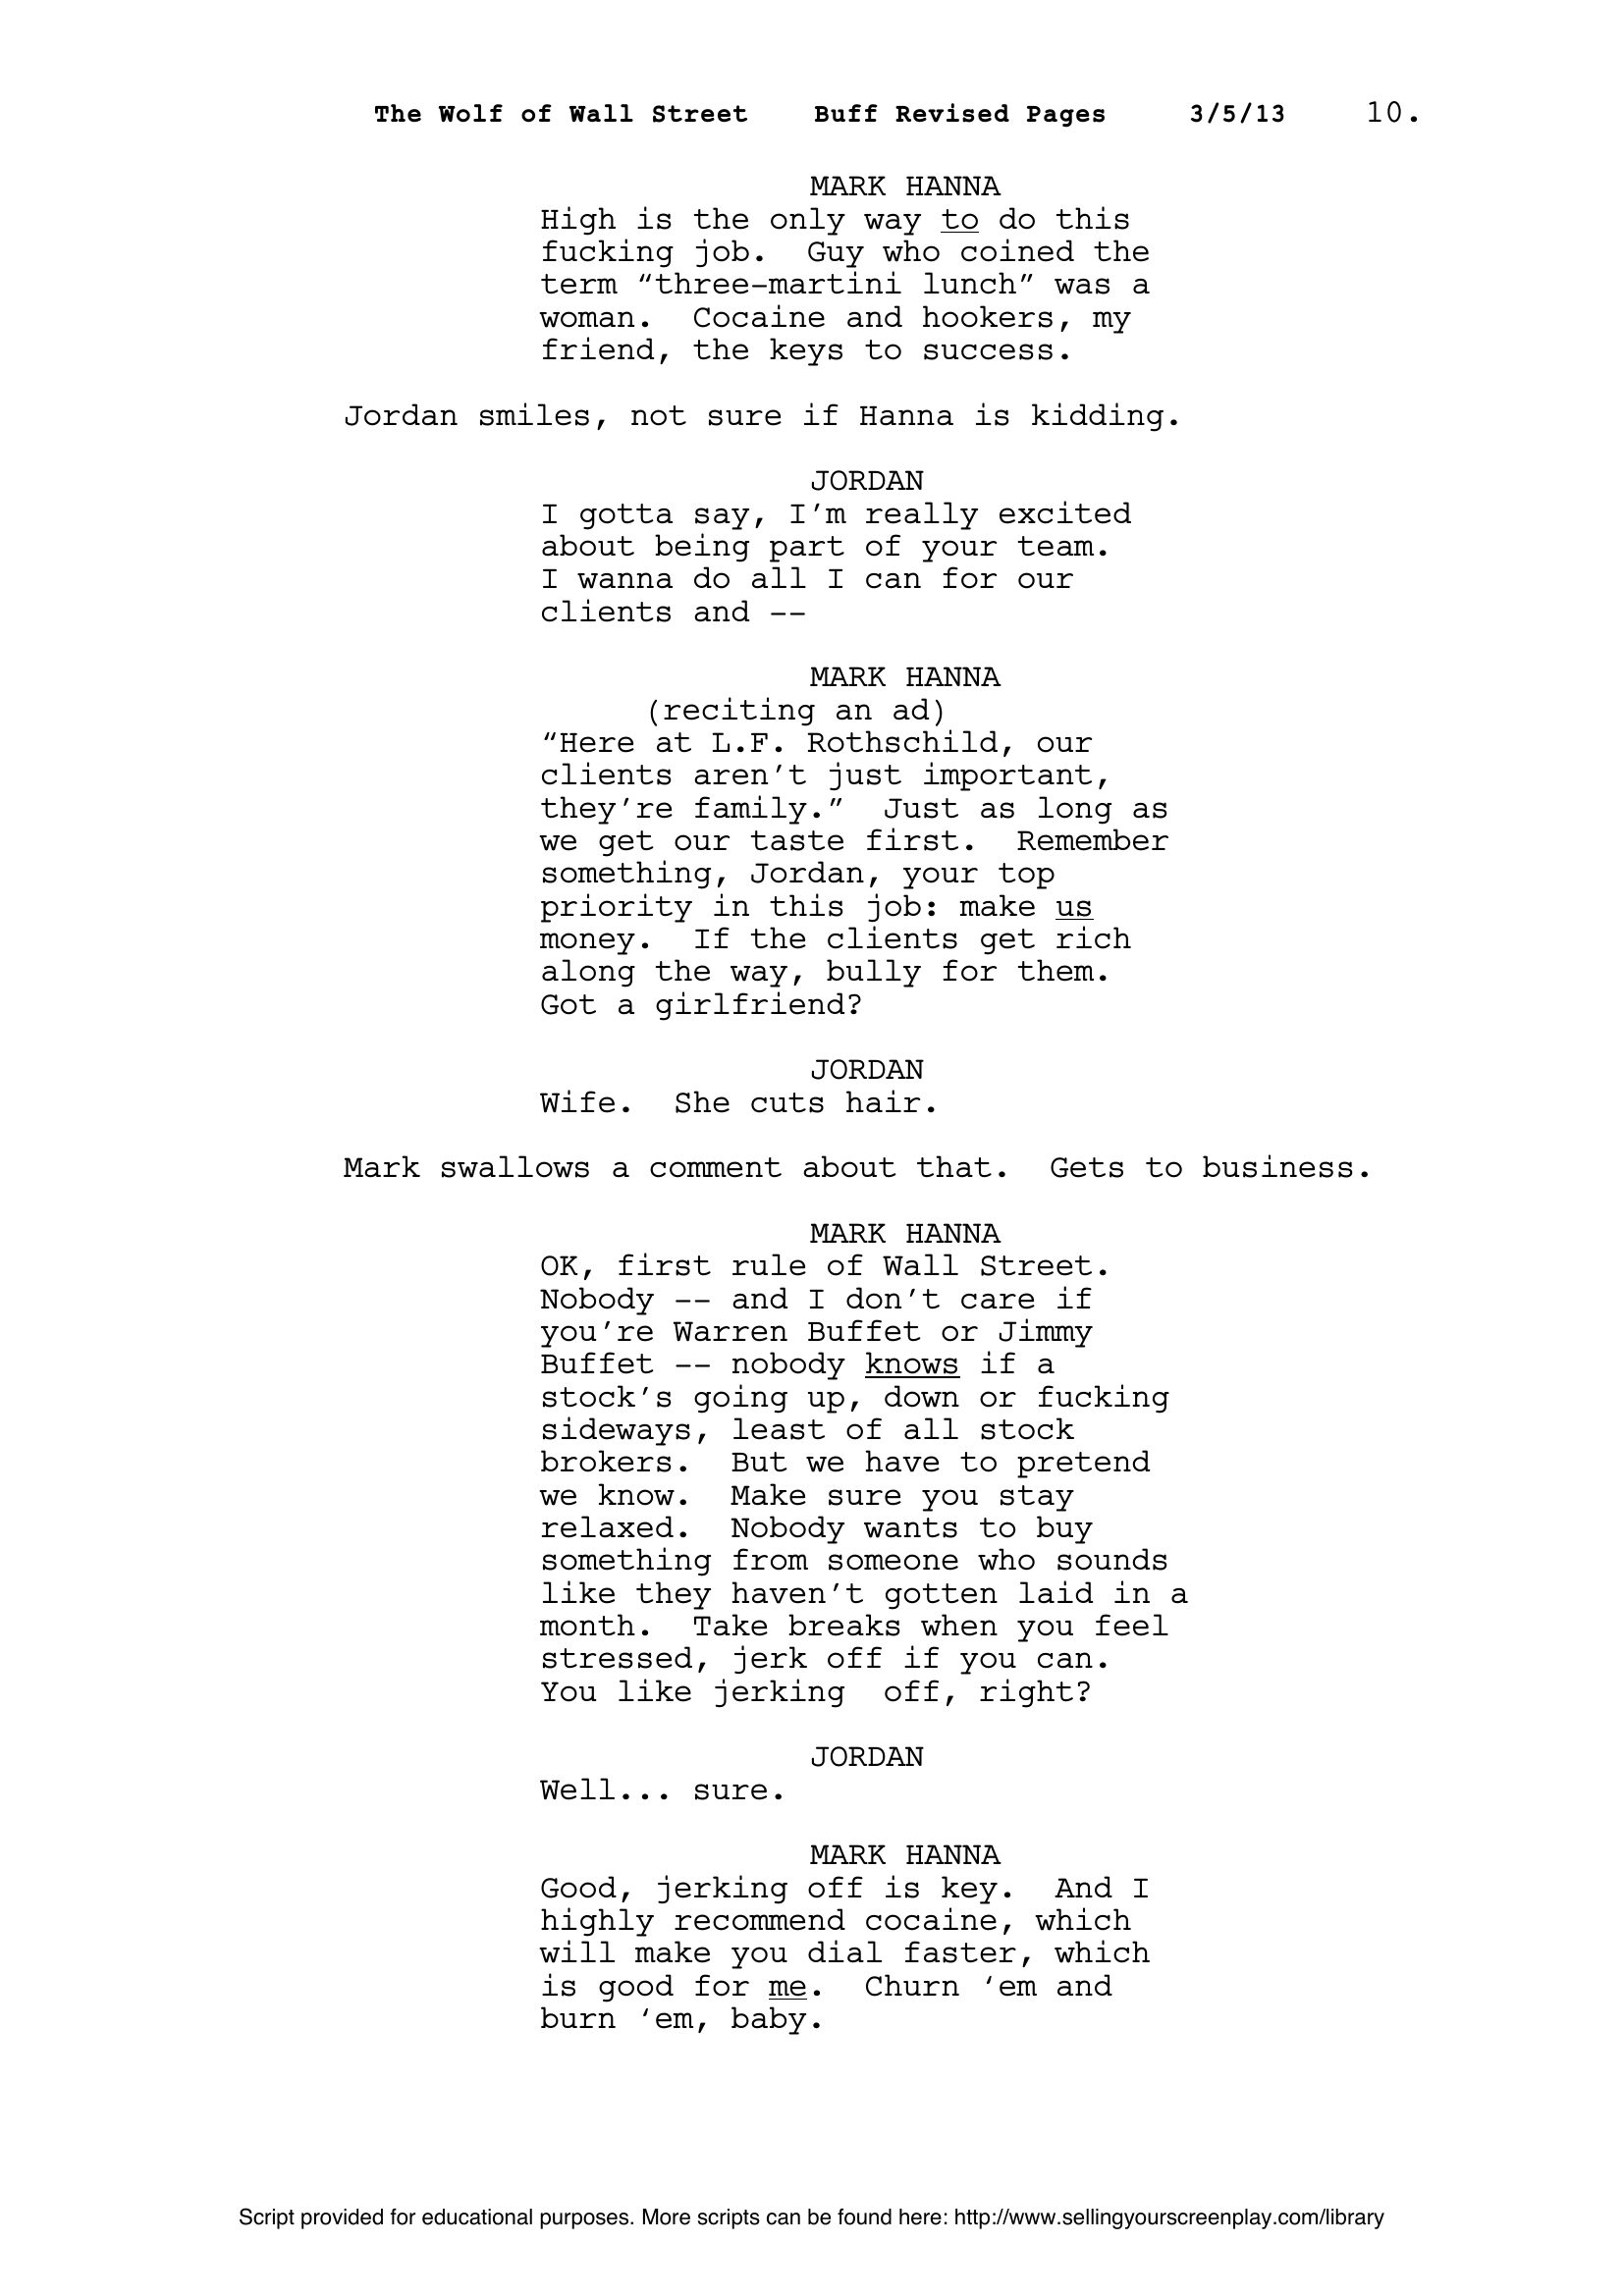 The Wolf of Wall Street Buff Revised Pages 3/5/13 10.
MARK HANNA
High is the only way to do this
fucking job. Guy who coined the
term “three-martini lunch” was a
woman. Cocaine and hookers, my
friend, the keys to success.
Jordan smiles, not sure if Hanna is kidding.
JORDAN
I gotta say, I’m really excited
about being part of your team.
I wanna do all I can for our
clients and --
MARK HANNA
(reciting an ad)
“Here at L.F. Rothschild, our
clients aren’t just important,
they’re family.” Just as long as
we get our taste first. Remember
something, Jordan, your top
priority in this job: make us
money. If the clients get rich
along the way, bully for them.
Got a girlfriend?
JORDAN
Wife. She cuts hair.
Mark swallows a comment about that. Gets to business.
MARK HANNA
OK, first rule of Wall Street.
Nobody -- and I don’t care if
you’re Warren Buffet or Jimmy
Buffet -- nobody knows if a
stock’s going up, down or fucking
sideways, least of all stock
brokers. But we have to pretend
we know. Make sure you stay
relaxed. Nobody wants to buy
something from someone who sounds
like they haven’t gotten laid in a
month. Take breaks when you feel
stressed, jerk off if you can.
You like jerking off, right?
JORDAN
Well... sure.
MARK HANNA
Good, jerking off is key. And I
highly recommend cocaine, which
will make you dial faster, which
is good for me. Churn ‘em and
burn ‘em, baby.
Script provided for educational purposes. More scripts can be found here: http://www.sellingyourscreenplay.com/library